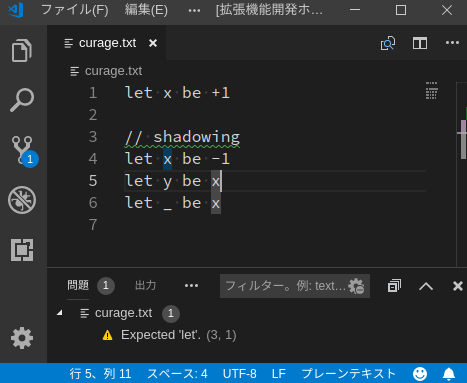 ファイル(F) 編集(E) ··· [拡張機能開発ホ...
curage.txt
curage.txt
1 let x be +1
2
3 // shadowing
4 let x be -1
5 let y be x
6 let _ be x
7
1
問題 1 出力 ··· フィルター。例: text...
curage.txt 1
Expected 'let'. (3, 1)
行 5、列 11 スペース: 4 UTF-8 LF プレーンテキスト